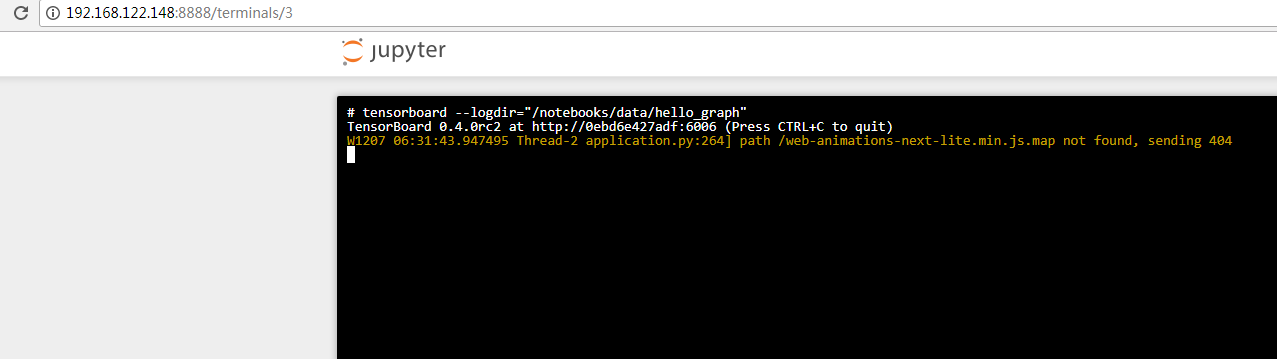 192.168.122.148:8888/terminals/3
jupyter
# tensorboard --logdir="/notebooks/data/hello_graph"
TensorBoard 0.4.0rc2 at http://0ebd6e427adf:6006 (Press CTRL+C to quit)
W1207 06:31:43.947495 Thread-2 application.py:264] path /web-animations-next-lite.min.js.map not found, sending 404